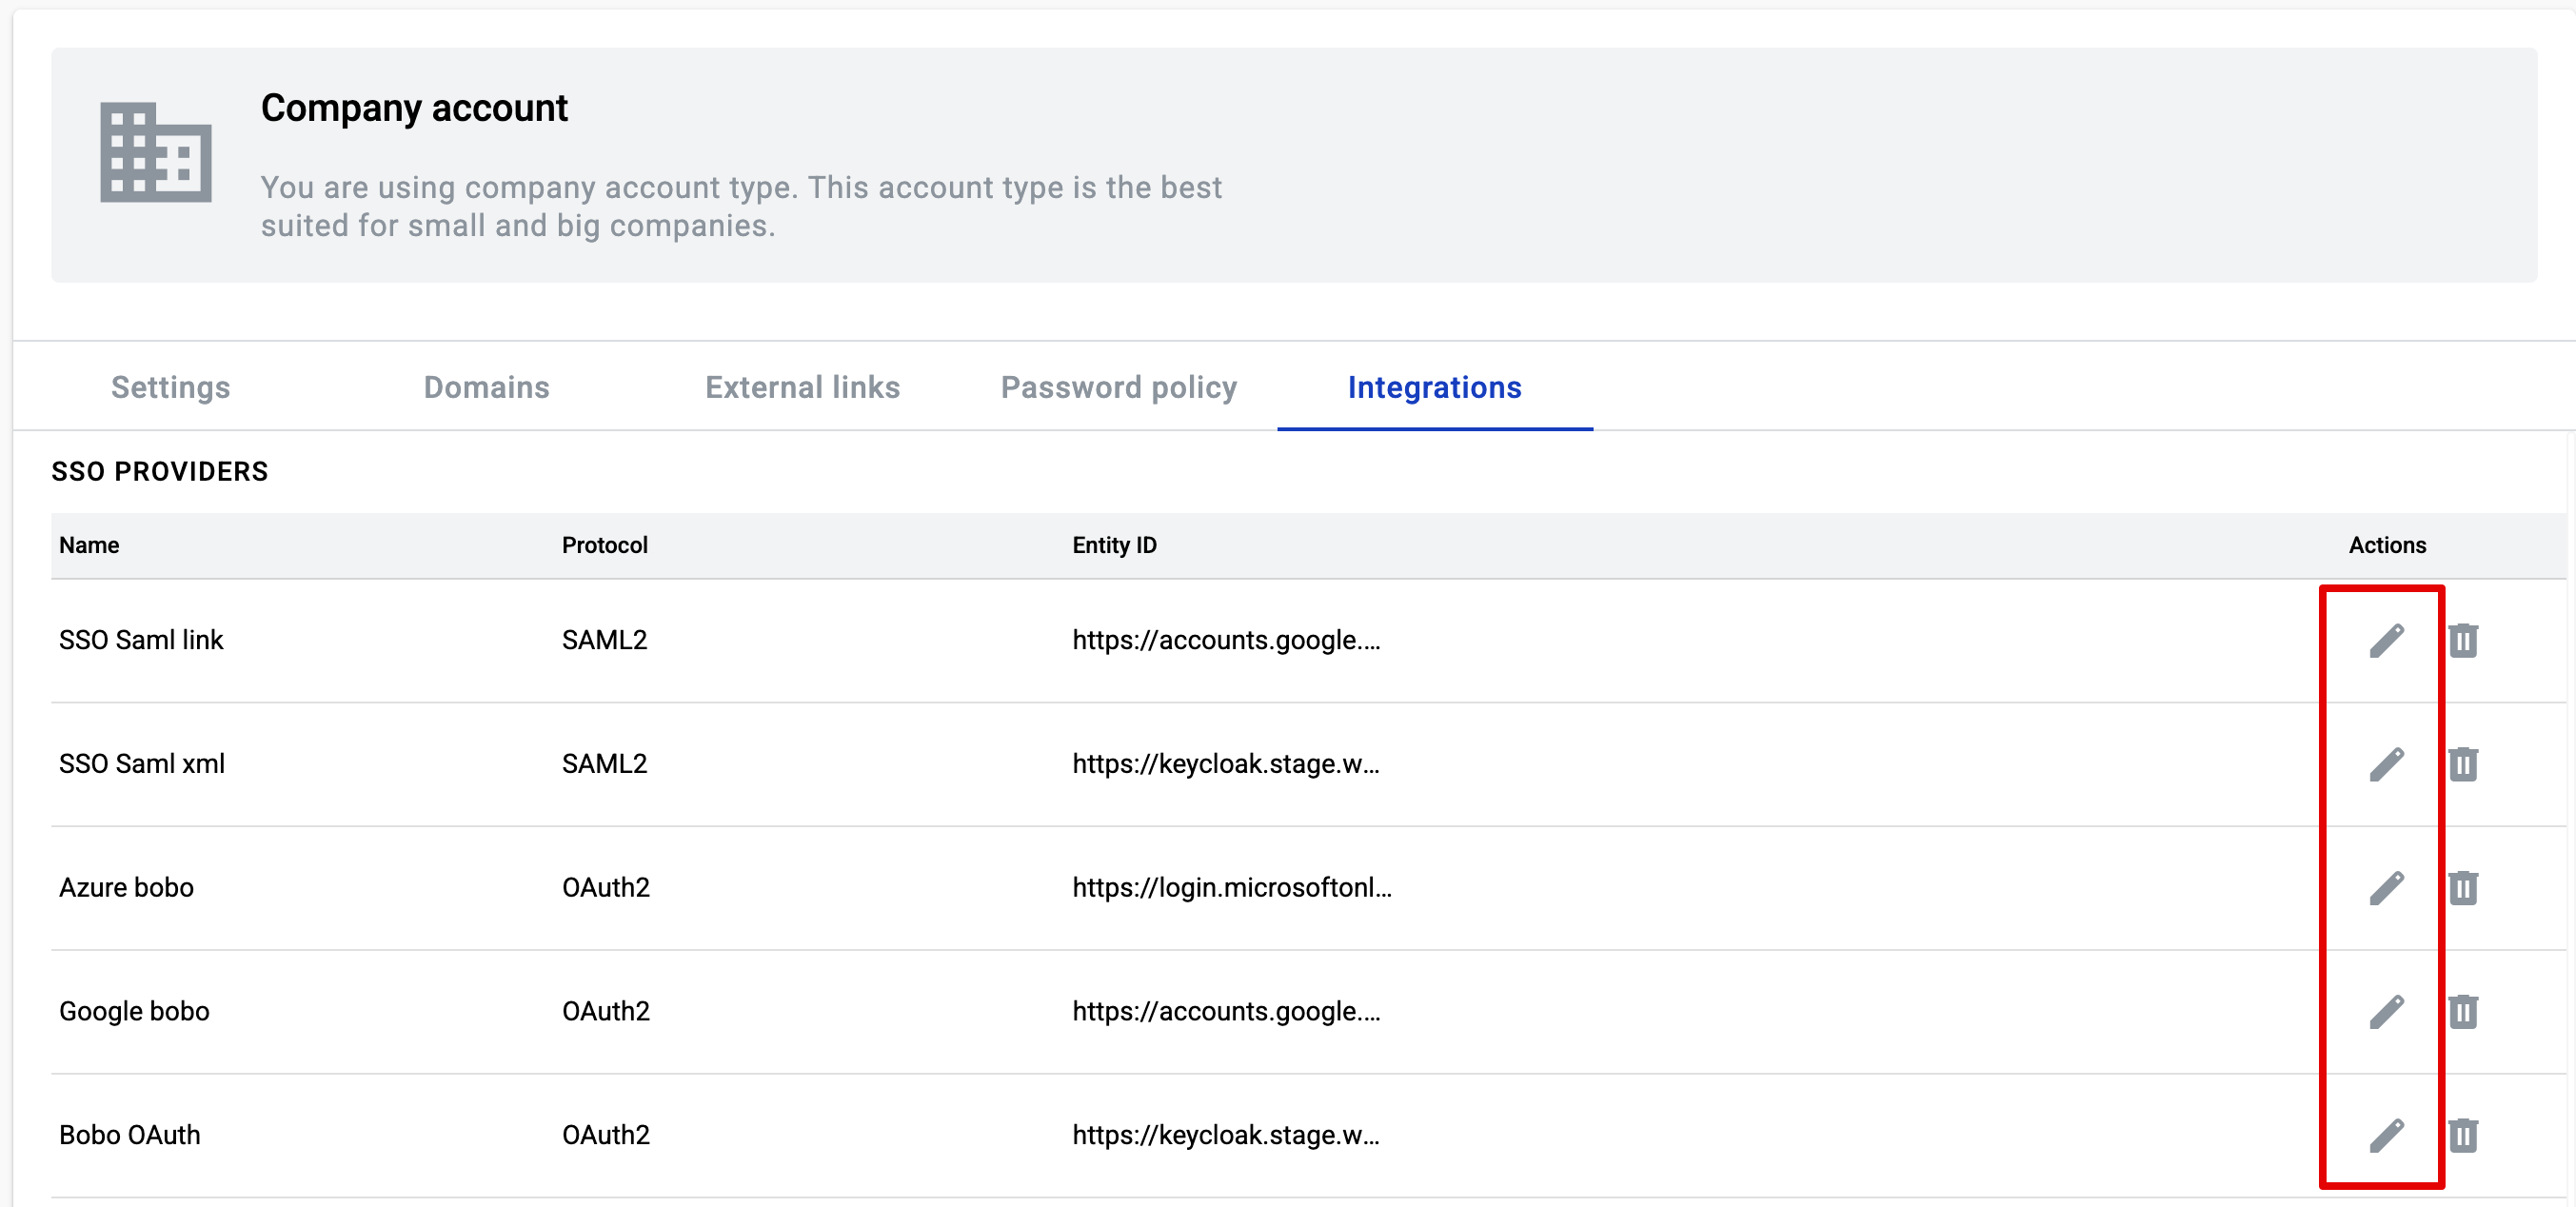 Company account
You are using company account type. This account type is the best
suited for small and big companies.
Settings Domains External links Password policy Integrations
SSO PROVIDERS
Name Protocol Entity ID Actions
SSO Saml link SAML2 https://accounts.google....
SSO Saml xml SAML2 https://keycloak.stage.w...
Azure bobo OAuth2 https://login.microsoftonl...
Google bobo OAuth2 https://accounts.google....
Bobo OAuth OAuth2 https://keycloak.stage.w...